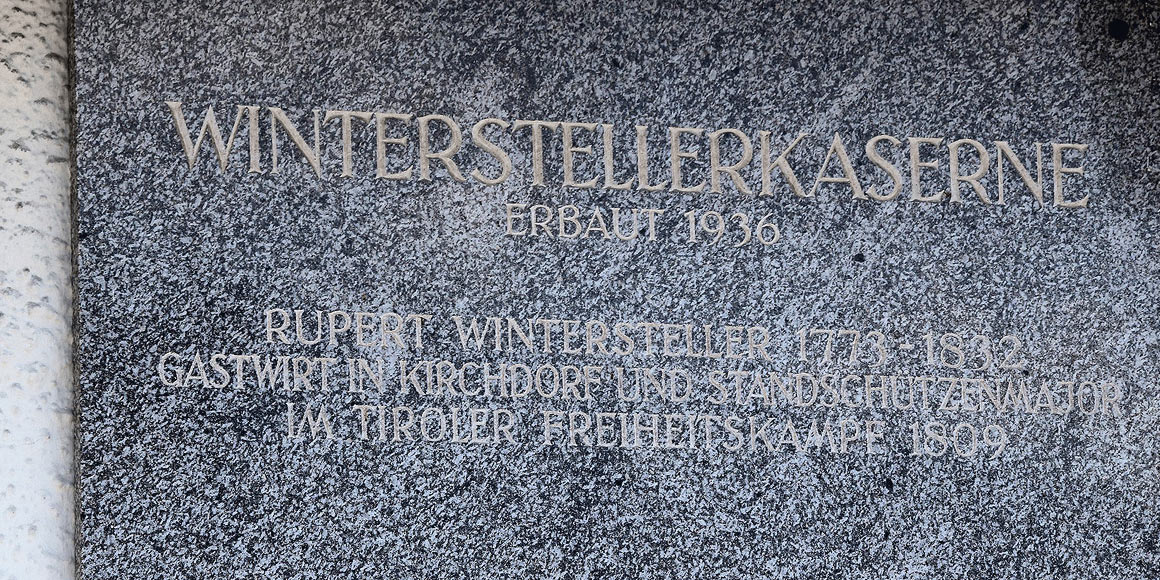 WINTERSTELLERKASERNE
ERBAUT 1936
RUPERT WINTERSTELLER 1773-1832
GASTWIRT IN KIRCHDORF UND STANDSCHÜTZENMAJOR
IM TIROLER FREIHEITSKAMPF 1809